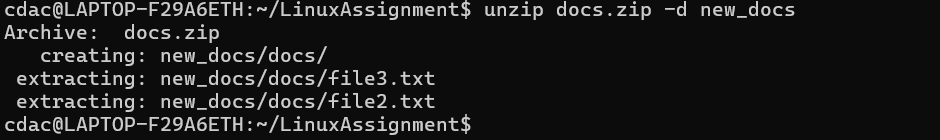 cdac@LAPTOP-F29A6ETH:~/LinuxAssignment$ unzip docs.zip -d new_docs
Archive:  docs.zip
   creating: new_docs/docs/
 extracting: new_docs/docs/file3.txt
 extracting: new_docs/docs/file2.txt
cdac@LAPTOP-F29A6ETH:~/LinuxAssignment$